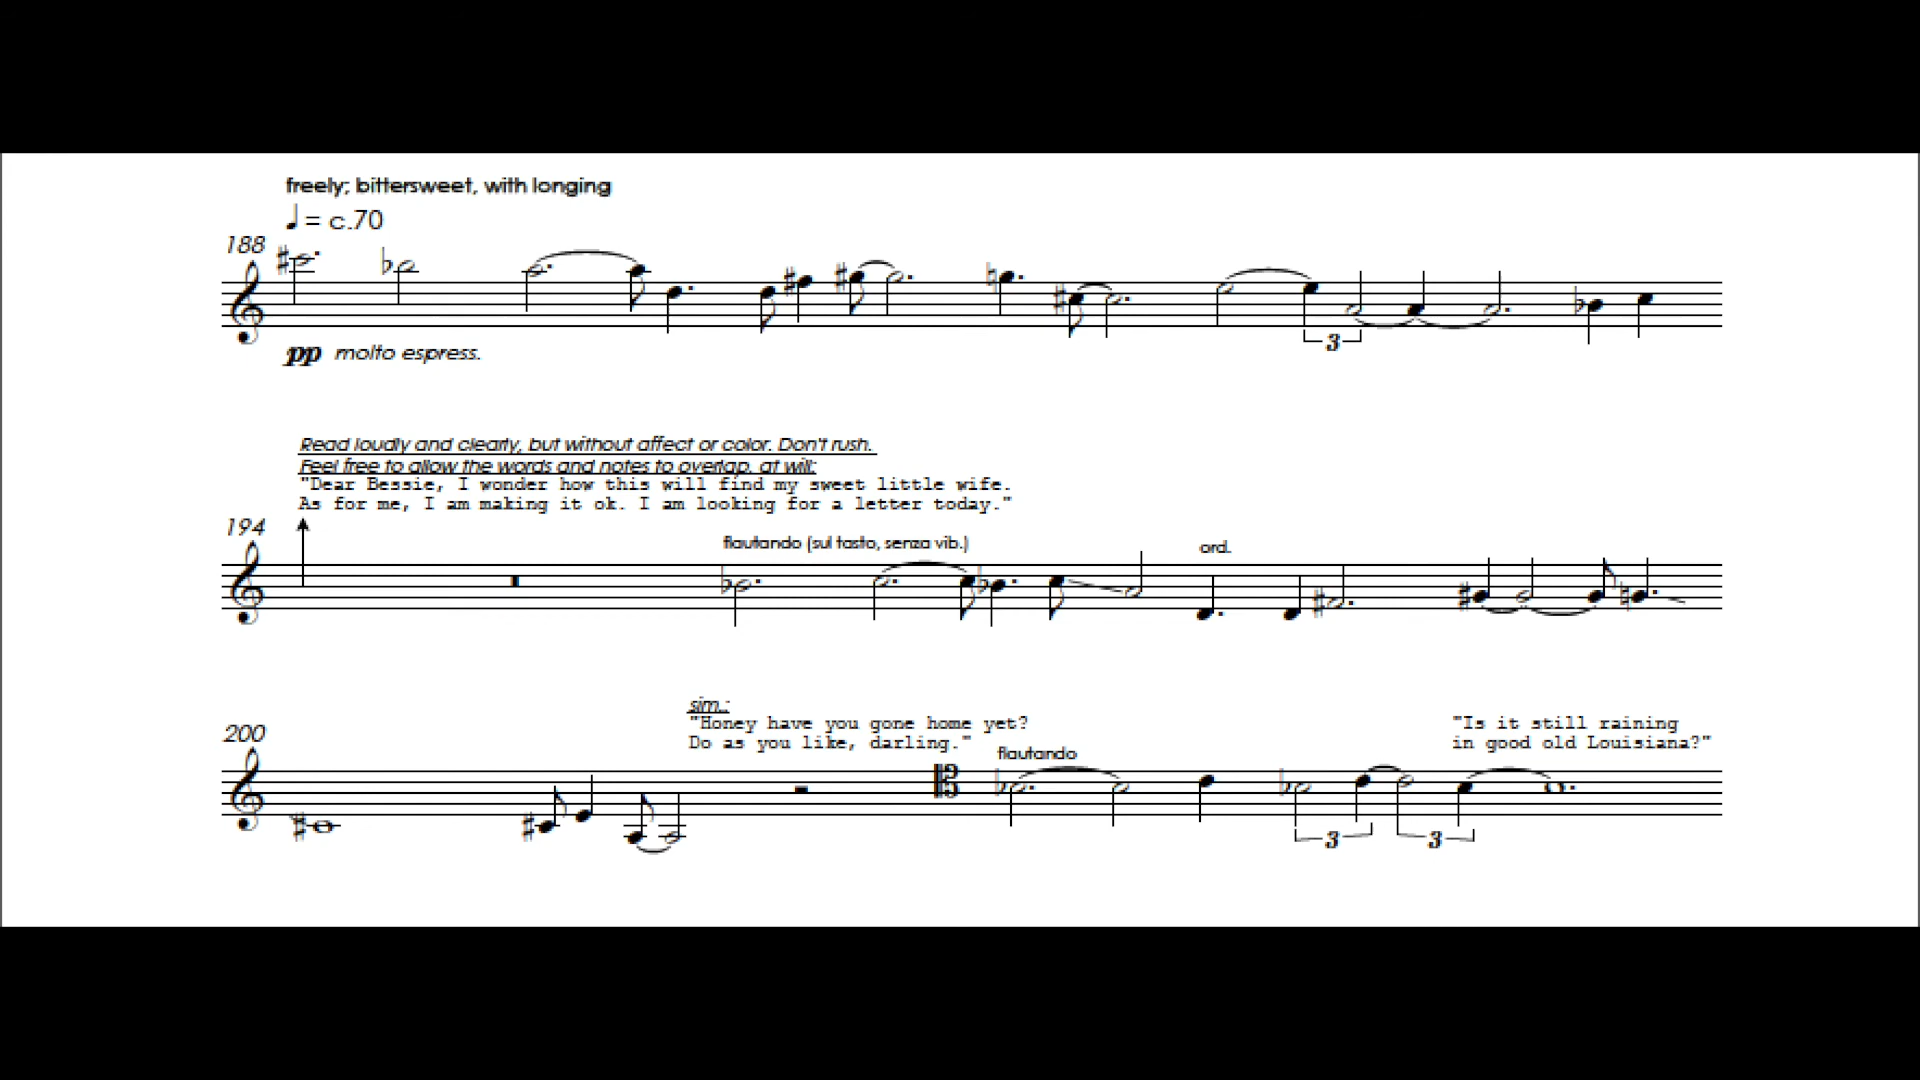 freely; bittersweet, with longing
♩ = c.70
188
pp molto espress.
3
Read loudly and clearly, but without affect or color. Don't rush.
Feel free to allow the words and notes to overlap, at will:
"Dear Bessie, I wonder how this will find my sweet little wife.
As for me, I am making it ok. I am looking for a letter today."
194
flautando (sul tasto, senza vib.)
ord.
sim.:
"Honey have you gone home yet?
Do as you like, darling."
"Is it still raining
in good old Louisiana?"
200
flautando
3
3